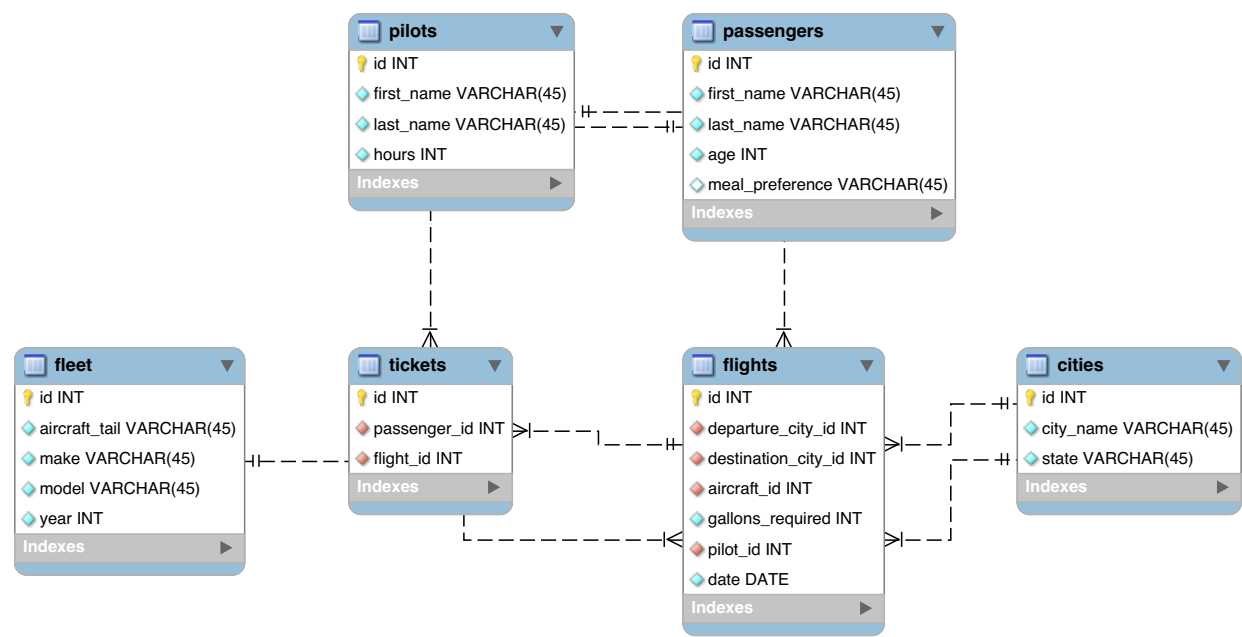 pilots
id INT
first_name VARCHAR(45)
last_name VARCHAR(45)
hours INT
Indexes
passengers
id INT
first_name VARCHAR(45)
last_name VARCHAR(45)
age INT
meal_preference VARCHAR(45)
Indexes
fleet
id INT
aircraft_tail VARCHAR(45)
make VARCHAR(45)
model VARCHAR(45)
year INT
Indexes
tickets
id INT
passenger_id INT
flight_id INT
Indexes
flights
id INT
departure_city_id INT
destination_city_id INT
aircraft_id INT
gallons_required INT
pilot_id INT
date DATE
Indexes
cities
id INT
city_name VARCHAR(45)
state VARCHAR(45)
Indexes